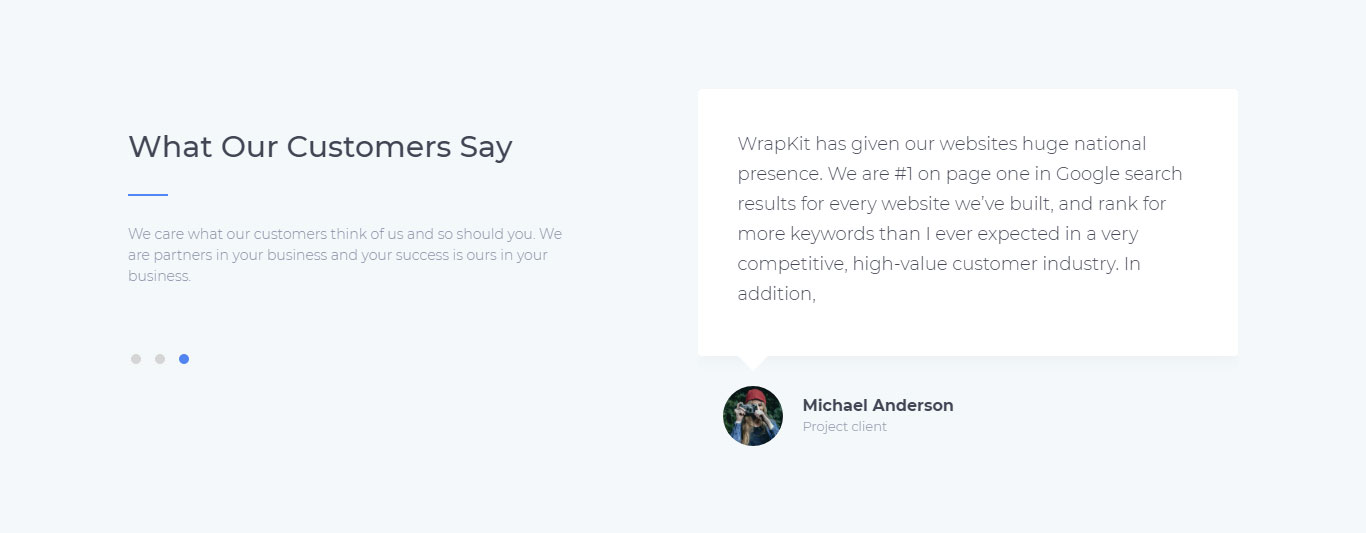 What Our Customers Say
We care what our customers think of us and so should you. We
are partners in your business and your success is ours in your
business.
WrapKit has given our websites huge national
presence. We are #1 on page one in Google search
results for every website we’ve built, and rank for
more keywords than I ever expected in a very
competitive, high-value customer industry. In
addition,
Michael Anderson
Project client